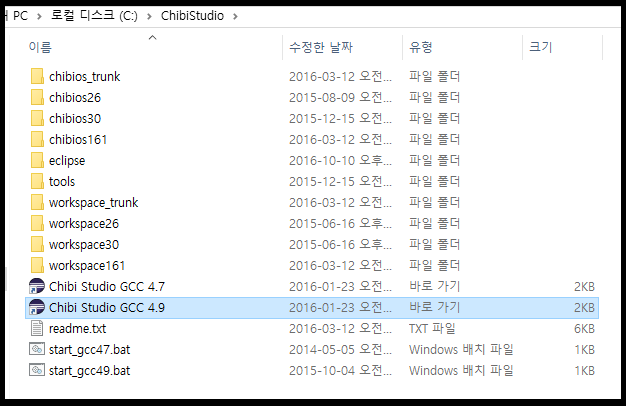 PC > 로컬 디스크 (C:) > ChibiStudio >
이름 수정한 날짜 유형 크기
chibios_trunk 2016-03-12 오전... 파일 폴더
chibios26 2015-08-09 오전... 파일 폴더
chibios30 2015-12-15 오전... 파일 폴더
chibios161 2016-03-12 오전... 파일 폴더
eclipse 2016-10-10 오후... 파일 폴더
tools 2015-12-15 오전... 파일 폴더
workspace_trunk 2016-03-12 오전... 파일 폴더
workspace26 2015-06-16 오후... 파일 폴더
workspace30 2015-06-16 오후... 파일 폴더
workspace161 2016-03-12 오전... 파일 폴더
Chibi Studio GCC 4.7 2016-01-23 오전... 바로 가기 2KB
Chibi Studio GCC 4.9 2016-01-23 오전... 바로 가기 2KB
readme.txt 2016-03-12 오전... TXT 파일 6KB
start_gcc47.bat 2014-05-05 오전... Windows 배치 파일 1KB
start_gcc49.bat 2015-10-04 오전... Windows 배치 파일 1KB